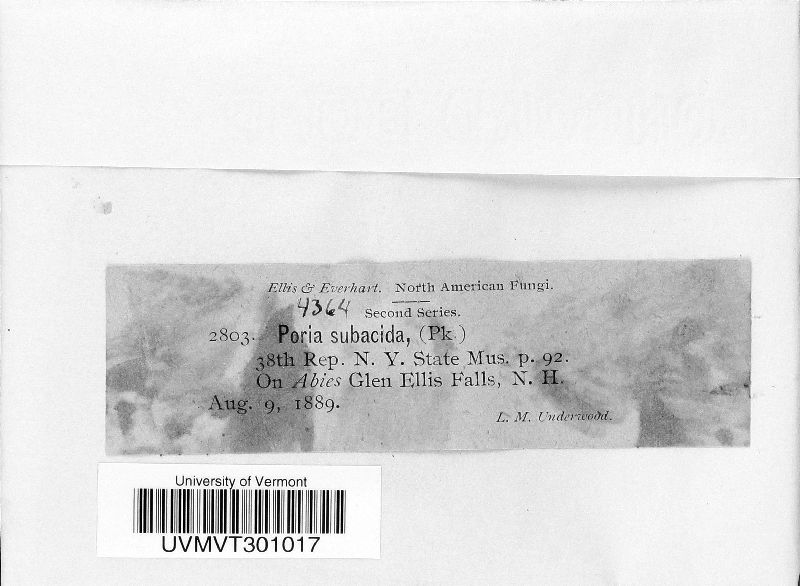 Ellis & Everhart. North American Fungi.
4364 Second Series.
2803. Poria subacida, (Pk.)
38th Rep. N. Y. State Mus. p. 92.
On Abies Glen Ellis Falls, N. H.
Aug. 9, 1889.
L. M. Underwood.
University of Vermont
UVMVT301017